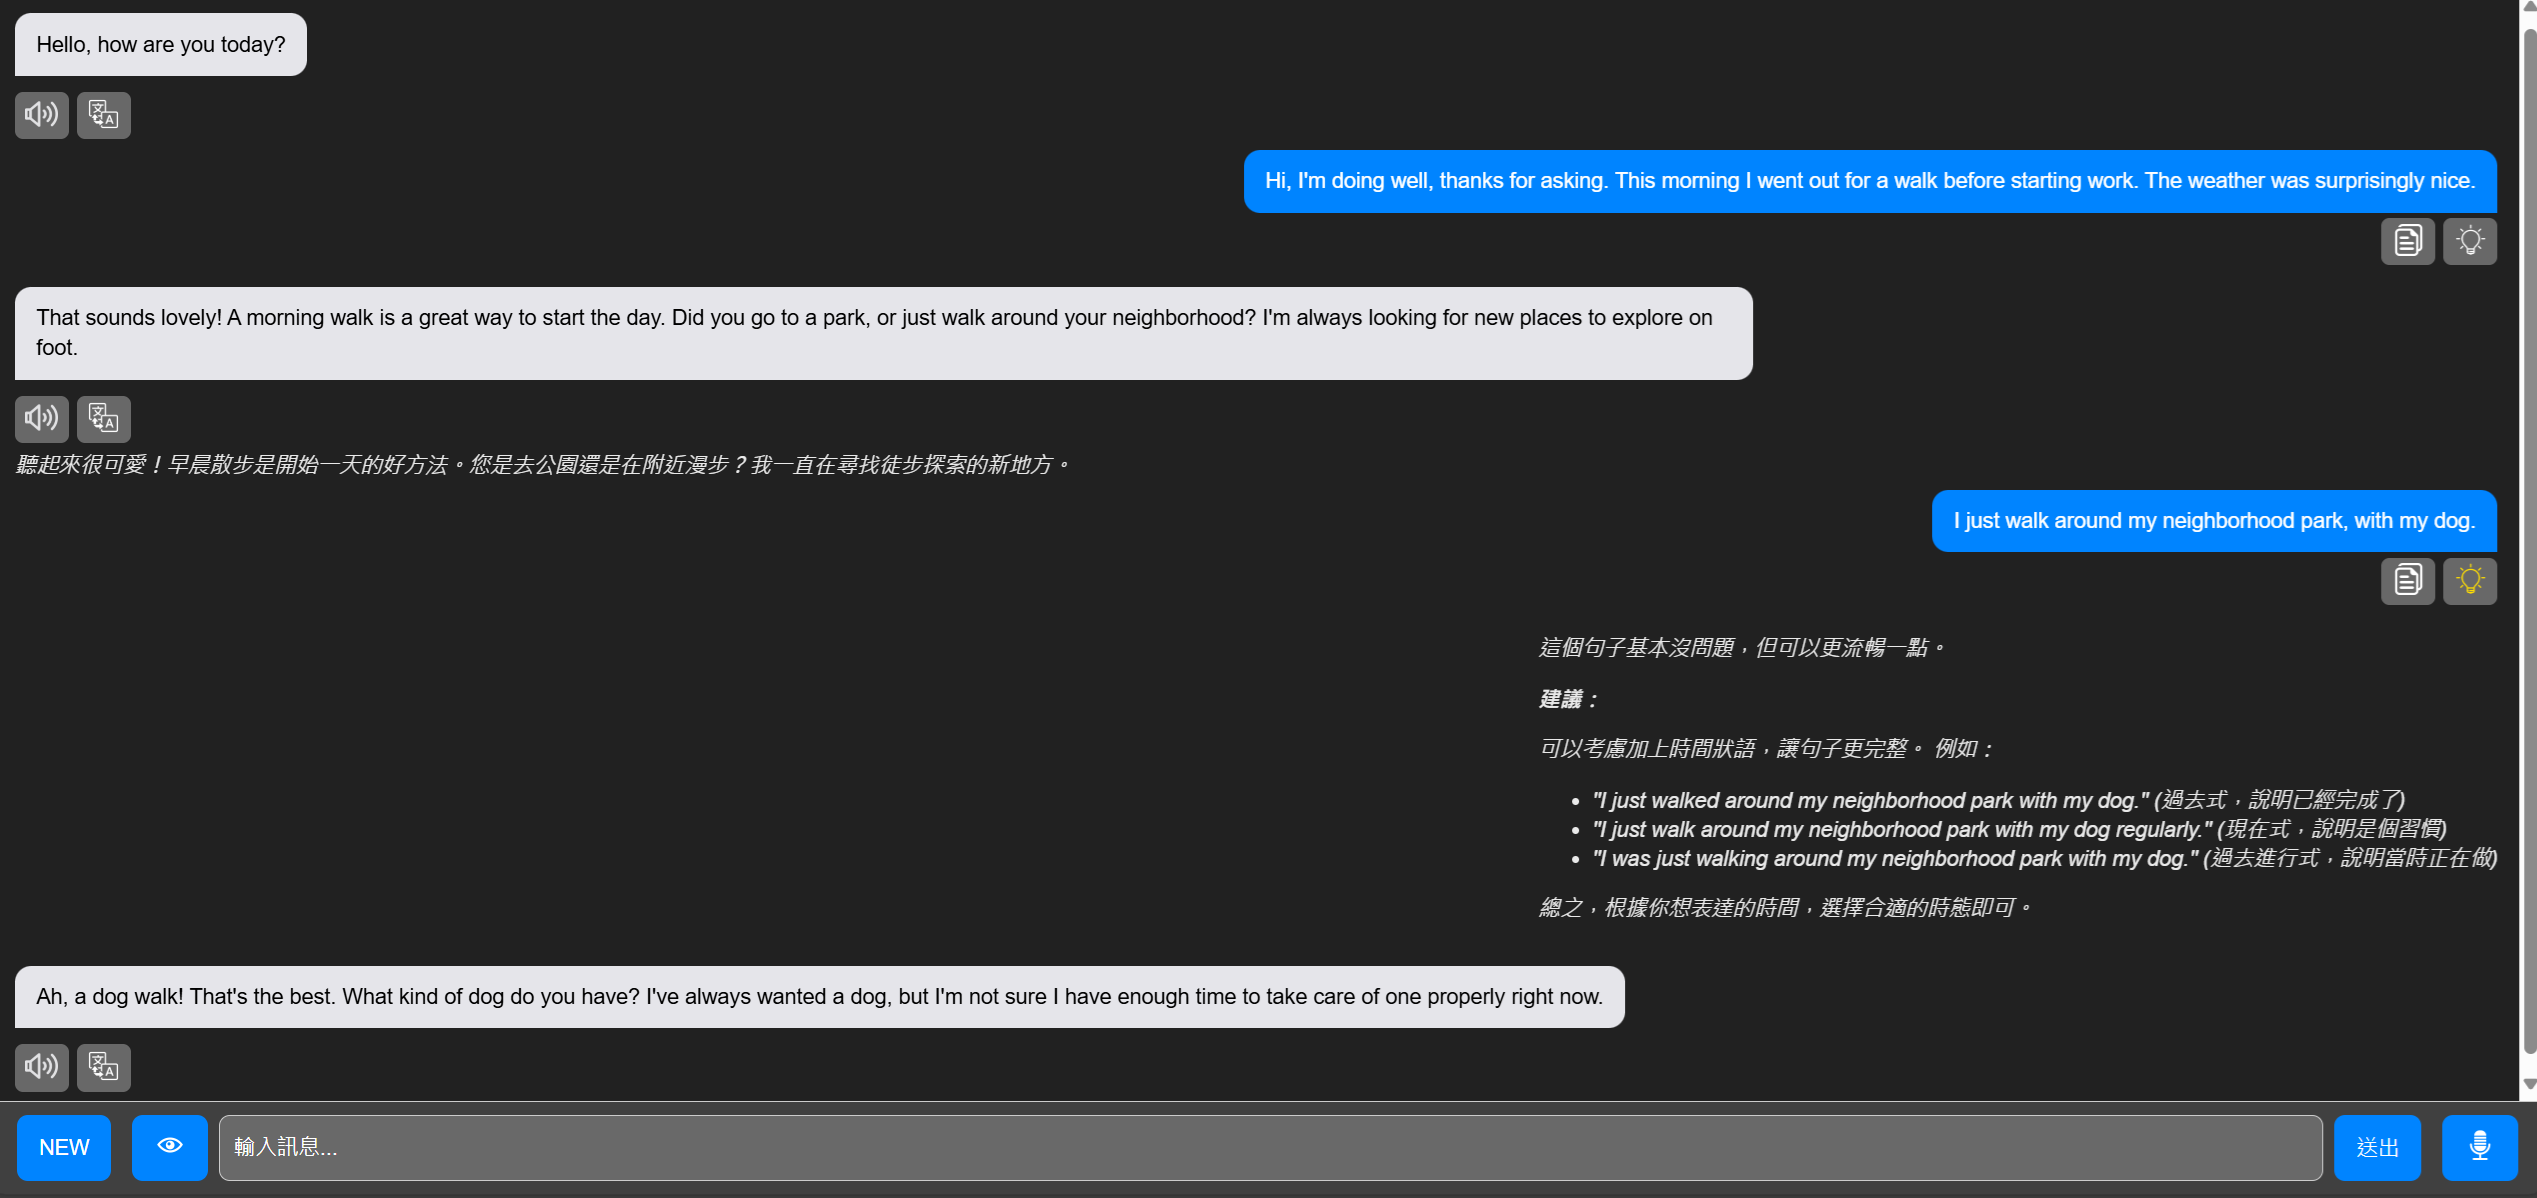 Hello, how are you today?
Hi, I'm doing well, thanks for asking. This morning I went out for a walk before starting work. The weather was surprisingly nice.
That sounds lovely! A morning walk is a great way to start the day. Did you go to a park, or just walk around your neighborhood? I'm always looking for new places to explore on
foot.
聽起來很可愛！早晨散步是開始一天的好方法。您是去公園還是在附近漫步？我一直在尋找徒步探索的新地方。
I just walk around my neighborhood park, with my dog.
這個句子基本沒問題，但可以更流暢一點。
建議：
可以考慮加上時間狀語，讓句子更完整。 例如：
• "I just walked around my neighborhood park with my dog." (過去式，說明已經完成了)
• "I just walk around my neighborhood park with my dog regularly." (現在式，說明是個習慣)
• "I was just walking around my neighborhood park with my dog." (過去進行式，說明當時正在做)
總之，根據你想表達的時間，選擇合適的時態即可。
Ah, a dog walk! That's the best. What kind of dog do you have? I've always wanted a dog, but I'm not sure I have enough time to take care of one properly right now.
NEW 輸入訊息... 送出